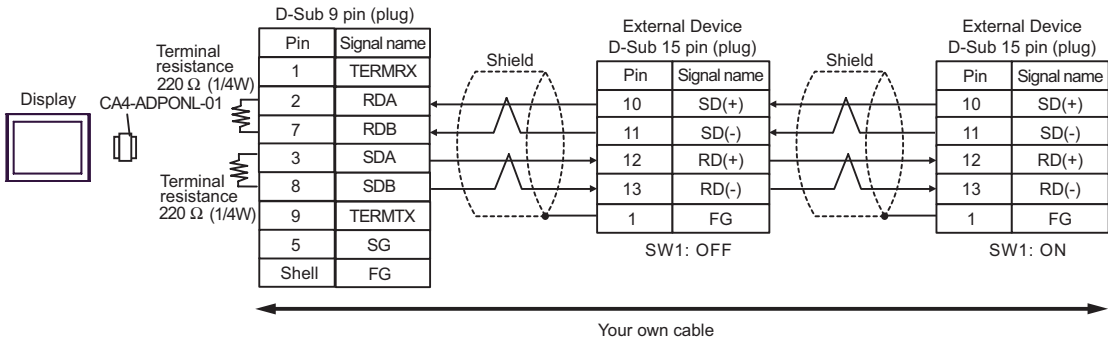 D-Sub 9 pin (plug)
Pin Signal name
1 TERMRX
2 RDA
7 RDB
3 SDA
8 SDB
9 TERMTX
5 SG
Shell FG
Terminal
resistance
220 Ω (1/4W)
CA4-ADPONL-01
Display
Terminal
resistance
220 Ω (1/4W)
Shield
External Device
D-Sub 15 pin (plug)
Pin Signal name
10 SD(+)
11 SD(-)
12 RD(+)
13 RD(-)
1 FG
SW1: OFF
Shield
External Device
D-Sub 15 pin (plug)
Pin Signal name
10 SD(+)
11 SD(-)
12 RD(+)
13 RD(-)
1 FG
SW1: ON
Your own cable